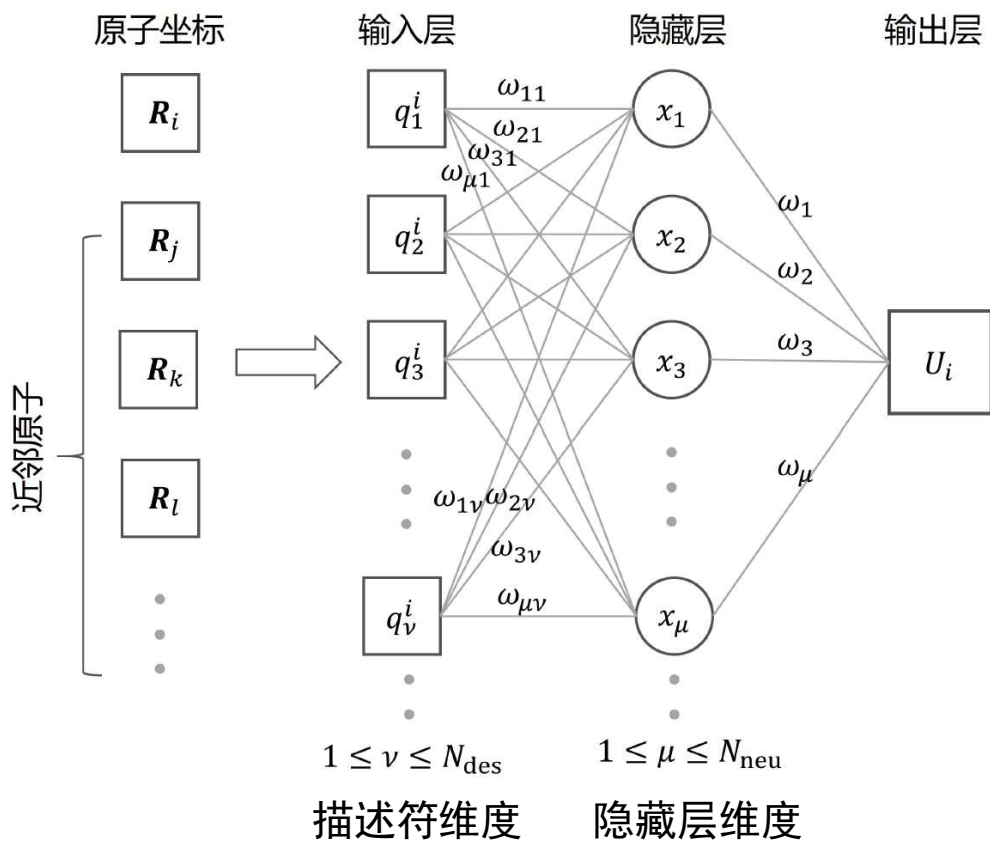 原子坐标 输入层 隐藏层 输出层
R_i q_1^i ω_11 x_1
ω_21
ω_31
ω_μ1
ω_1
R_j q_2^i x_2
ω_2
R_k q_3^i x_3 ω_3 U_i
近邻原子
R_l ω_1ν ω_2ν ω_μ
ω_3ν
q_ν^i ω_μν x_μ
1 ≤ ν ≤ N_des 1 ≤ μ ≤ N_neu
描述符维度 隐藏层维度